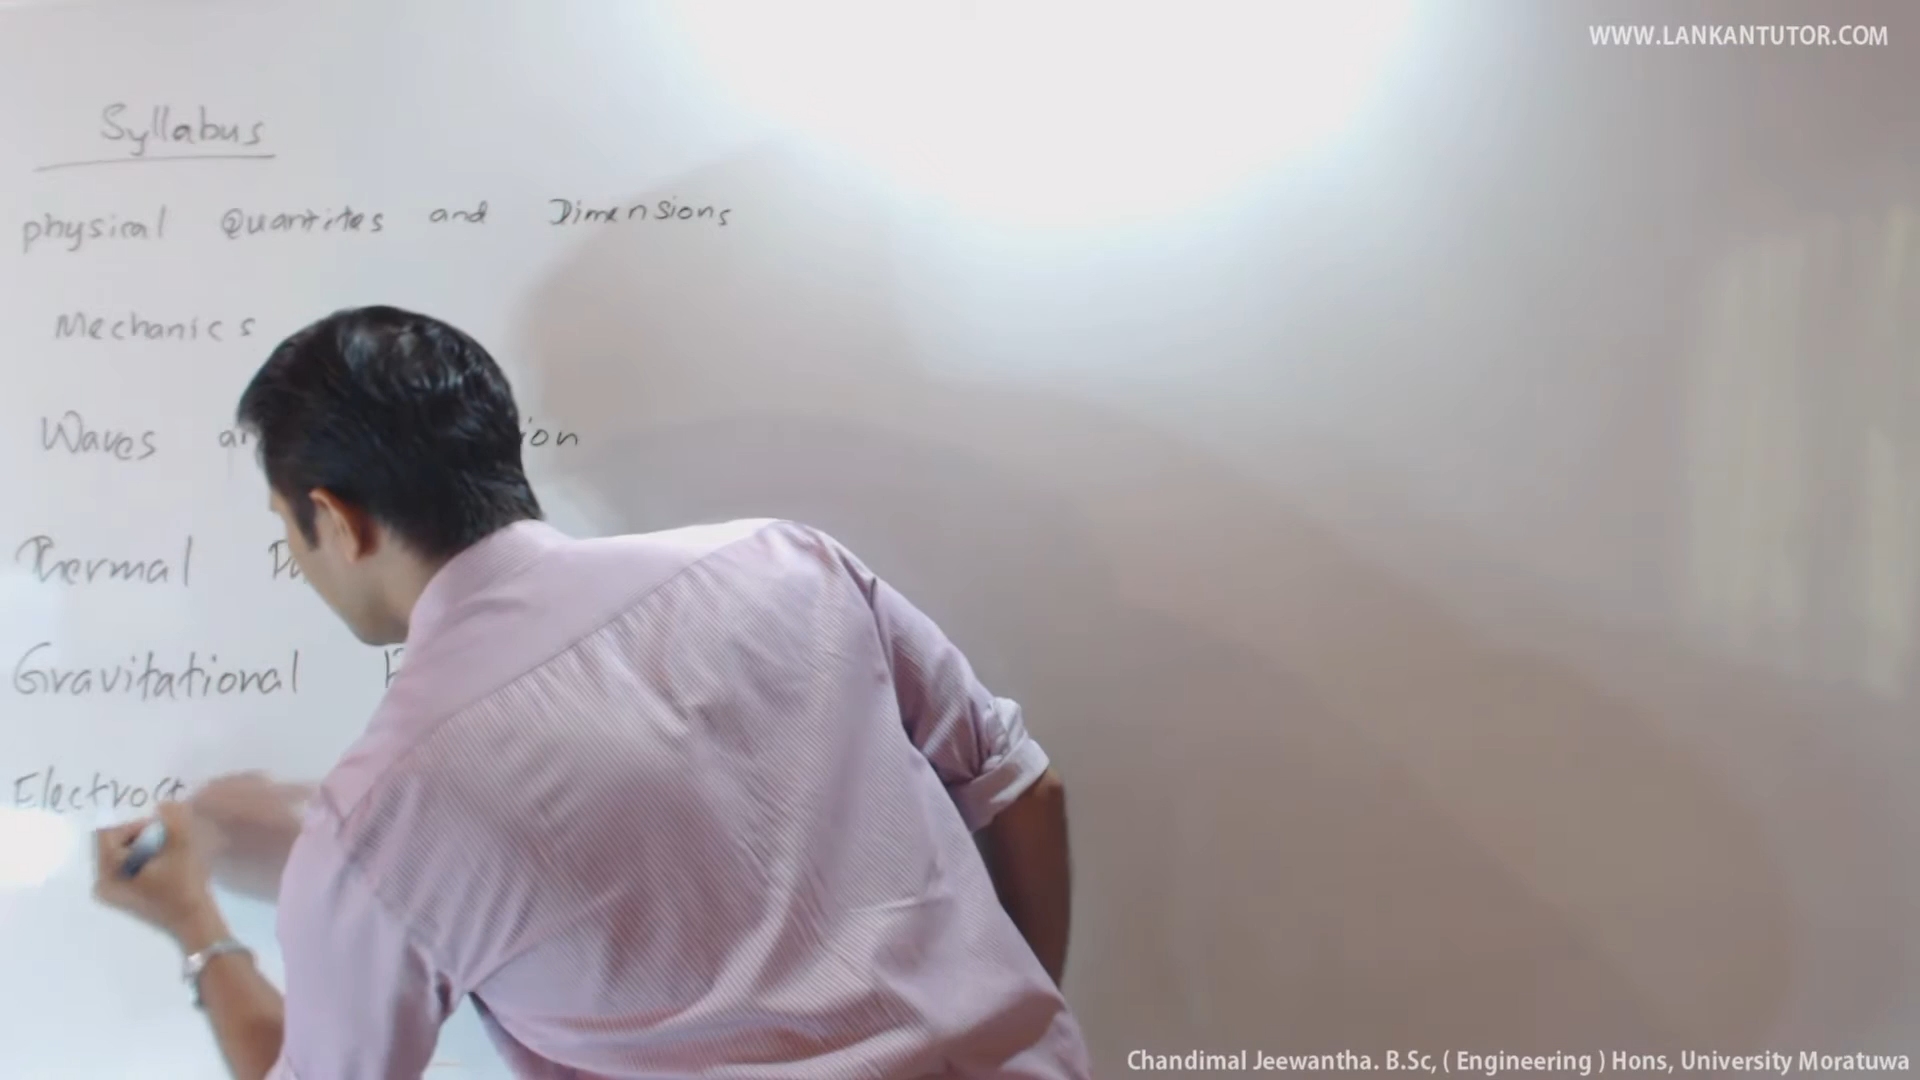 WWW.LANKANTUTOR.COM
Syllabus
physical Quantites and Dimensions
Mechanics
Waves
Thermal
Gravitational
Chandimal Jeewantha. B.Sc, ( Engineering ) Hons, University Moratuwa